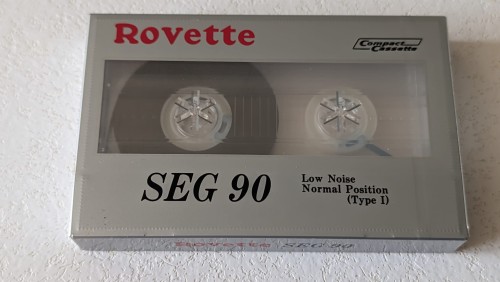 Rovette
Compact
Cassette
SEG 90
Low Noise
Normal Position
(Type I)
Rovette SEG 90